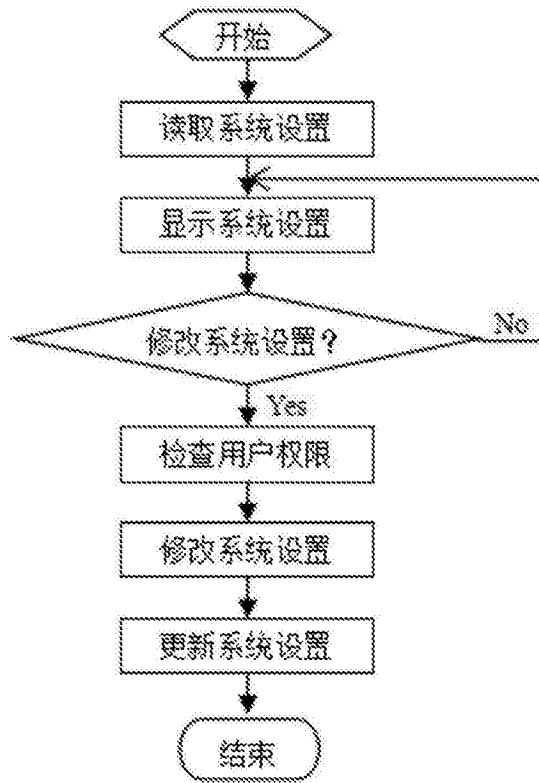 开始
读取系统设置
显示系统设置
修改系统设置？
No
Yes
检查用户权限
修改系统设置
更新系统设置
结束